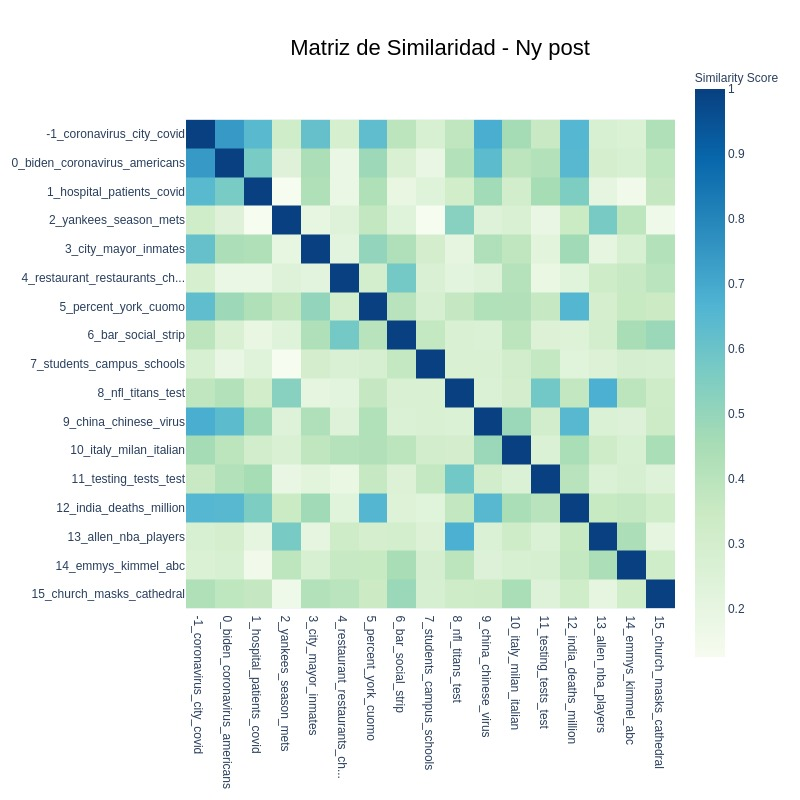 Matriz de Similaridad - Ny post
Similarity Score
1
0.9
0.8
0.7
0.6
0.5
0.4
0.3
0.2
-1_coronavirus_city_covid
0_biden_coronavirus_americans
1_hospital_patients_covid
2_yankees_season_mets
3_city_mayor_inmates
4_restaurant_restaurants_ch...
5_percent_york_cuomo
6_bar_social_strip
7_students_campus_schools
8_nfl_titans_test
9_china_chinese_virus
10_italy_milan_italian
11_testing_tests_test
12_india_deaths_million
13_allen_nba_players
14_emmys_kimmel_abc
15_church_masks_cathedral
-1_coronavirus_city_covid
0_biden_coronavirus_americans
1_hospital_patients_covid
2_yankees_season_mets
3_city_mayor_inmates
4_restaurant_restaurants_ch...
5_percent_york_cuomo
6_bar_social_strip
7_students_campus_schools
8_nfl_titans_test
9_china_chinese_virus
10_italy_milan_italian
11_testing_tests_test
12_india_deaths_million
13_allen_nba_players
14_emmys_kimmel_abc
15_church_masks_cathedral